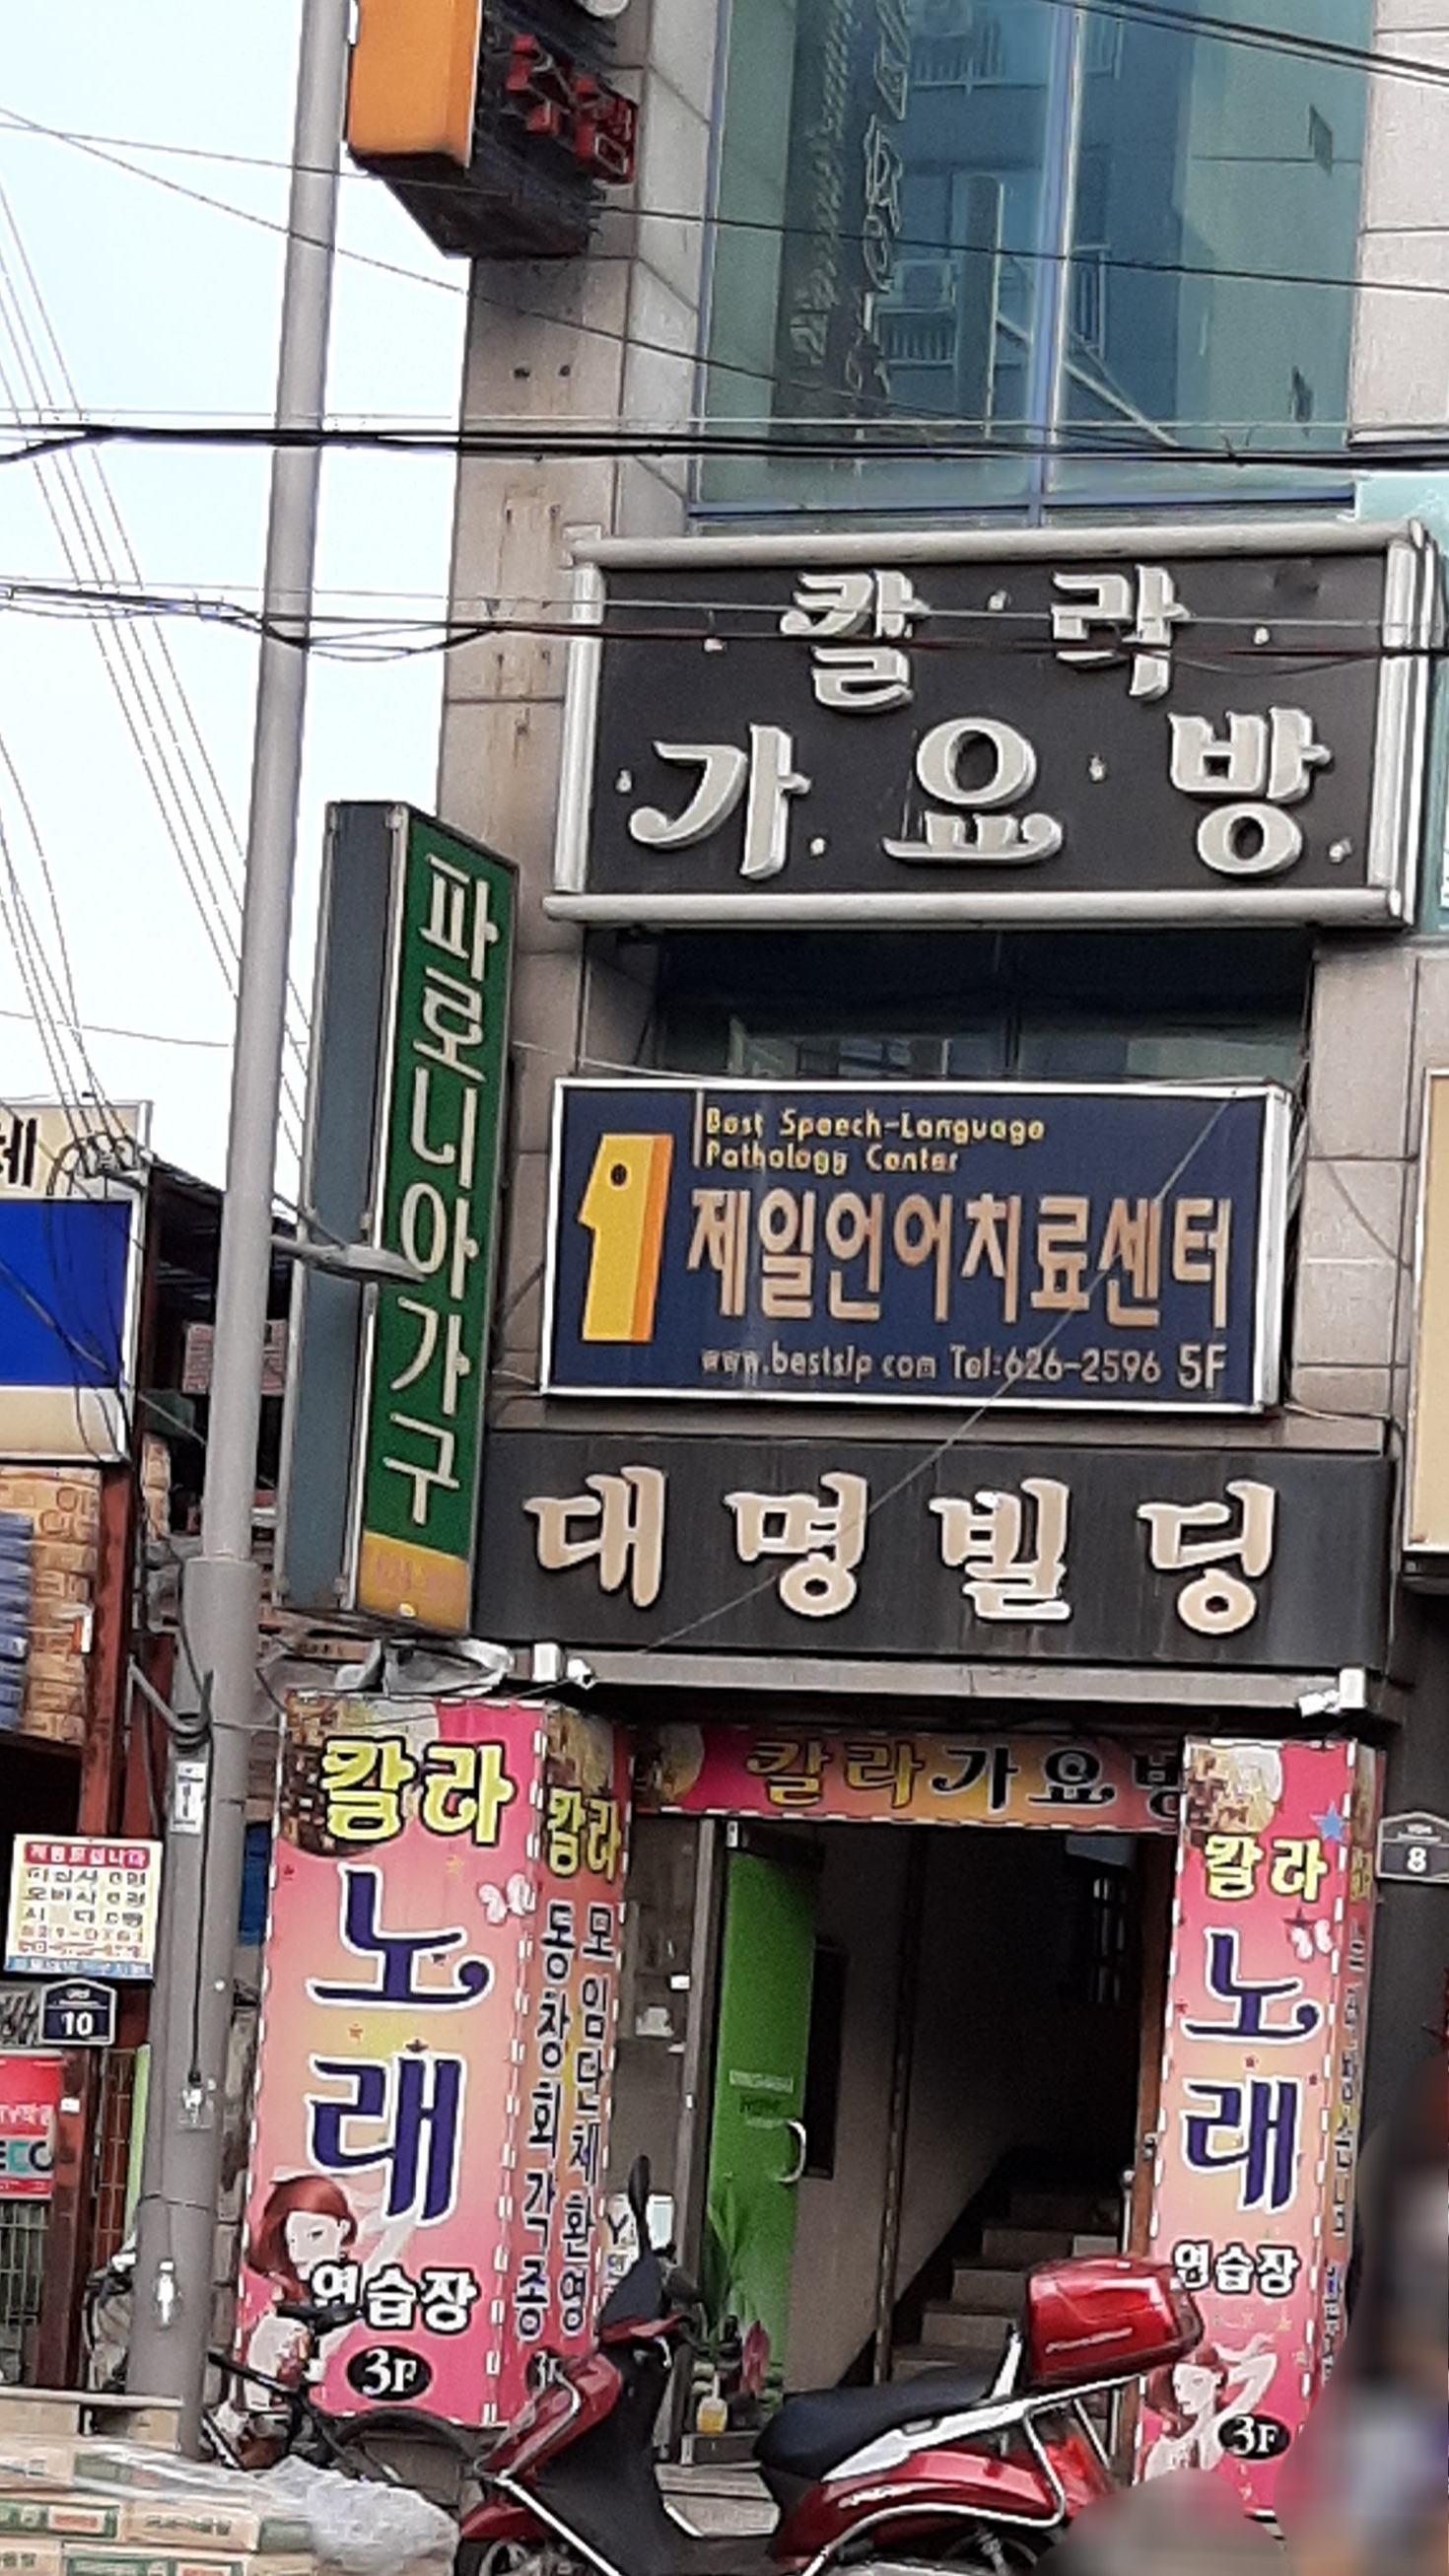 칼라
가요방
파로니아가구
Best Speech-Language
Pathology Center
제일언어치료센터
www.bestslp com Tel:626-2596 5F
대명빌딩
칼라가요방
칼라
노래
연습장
3F
칼라
모임단체환영
동창회각종
칼라
노래
연습장
3F
8
10